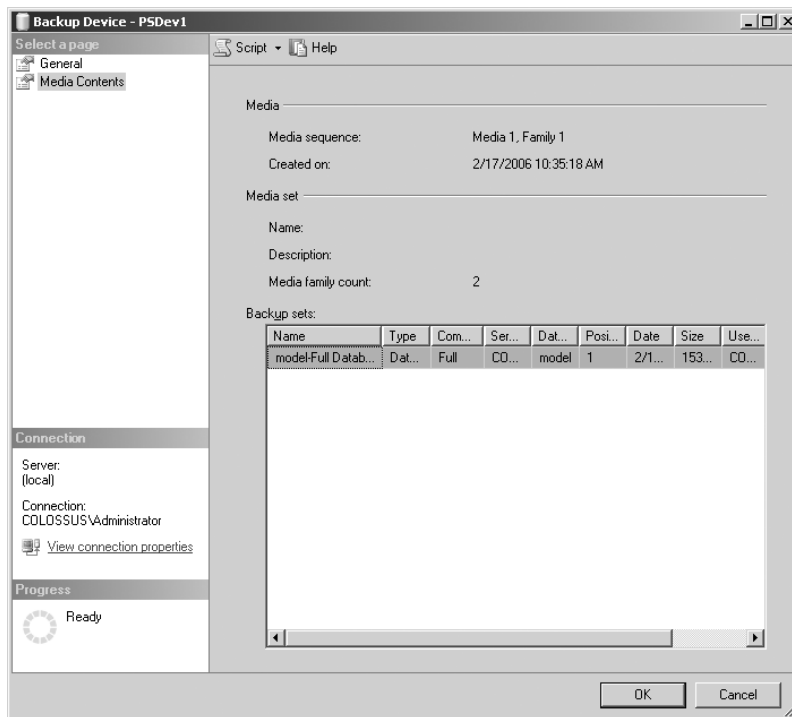 Backup Device - PSDev1
Select a page
General
Media Contents
Script
Help
Media
Media sequence: Media 1, Family 1
Created on: 2/17/2006 10:35:18 AM
Media set
Name:
Description:
Media family count: 2
Backup sets:
Name Type Com... Ser... Dat... Posi... Date Size Use...
model-Full Datab... Dat... Full CO... model 1 2/1... 153... CO...
Connection
Server:
(local)
Connection:
COLOSSUS\Administrator
View connection properties
Progress
Ready
OK Cancel